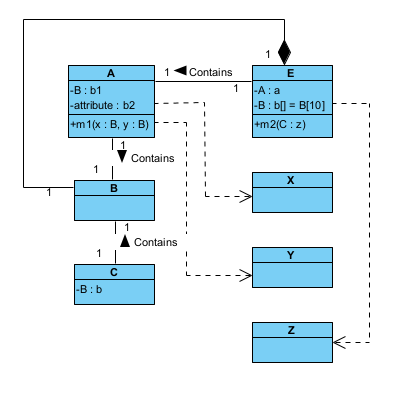 1
1 Contains
1
A
-B : b1
-attribute : b2
+m1(x : B, y : B)
E
-A : a
-B : b[] = B[10]
+m2(C : z)
1
Contains
1
B
1
X
1
Contains
1
C
-B : b
Y
Z